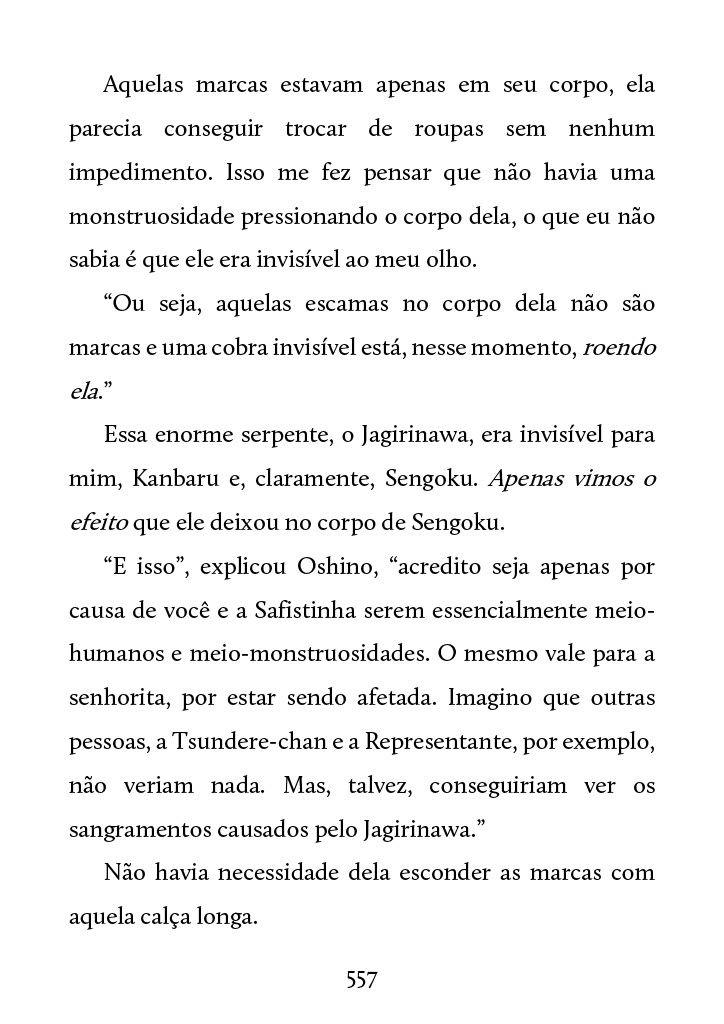 Aquelas marcas estavam apenas em seu corpo, ela
parecia conseguir trocar de roupas sem nenhum
impedimento. Isso me fez pensar que não havia uma
monstruosidade pressionando o corpo dela, o que eu não
sabia é que ele era invisível ao meu olho.
“Ou seja, aquelas escamas no corpo dela não são
marcas e uma cobra invisível está, nesse momento, roendo
ela.”
Essa enorme serpente, o Jagirinawa, era invisível para
mim, Kanbaru e, claramente, Sengoku. Apenas vimos o
efeito que ele deixou no corpo de Sengoku.
“E isso”, explicou Oshino, “acredito seja apenas por
causa de você e a Safistinha serem essencialmente meio-
humanos e meio-monstruosidades. O mesmo vale para a
senhorita, por estar sendo afetada. Imagino que outras
pessoas, a Tsundere-chan e a Representante, por exemplo,
não veriam nada. Mas, talvez, conseguiriam ver os
sangramentos causados pelo Jagirinawa.”
Não havia necessidade dela esconder as marcas com
aquela calça longa.
557